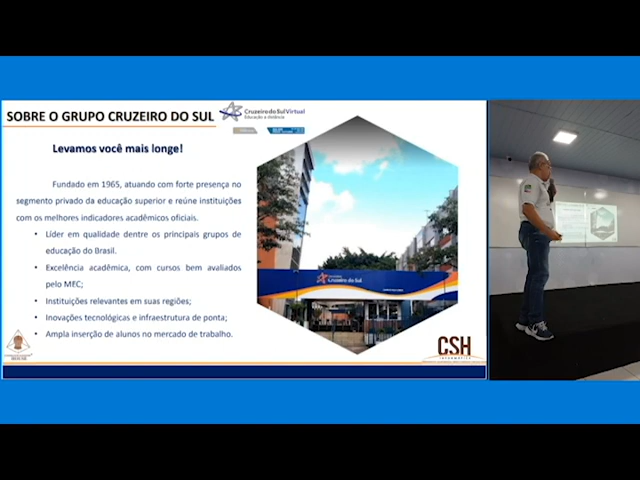 SOBRE O GRUPO CRUZEIRO DO SUL
Cruzeiro do Sul Virtual
Educação a distância
Levamos você mais longe!
Fundado em 1965, atuando com forte presença no
segmento privado da educação superior e reúne instituições
com os melhores indicadores acadêmicos oficiais.
• Líder em qualidade dentre os principais grupos de
educação do Brasil.
• Excelência acadêmica, com cursos bem avaliados
pelo MEC;
• Instituições relevantes em suas regiões;
• Inovações tecnológicas e infraestrutura de ponta;
• Ampla inserção de alunos no mercado de trabalho.
Cruzeiro do Sul
CSH
INFORMÁTICA